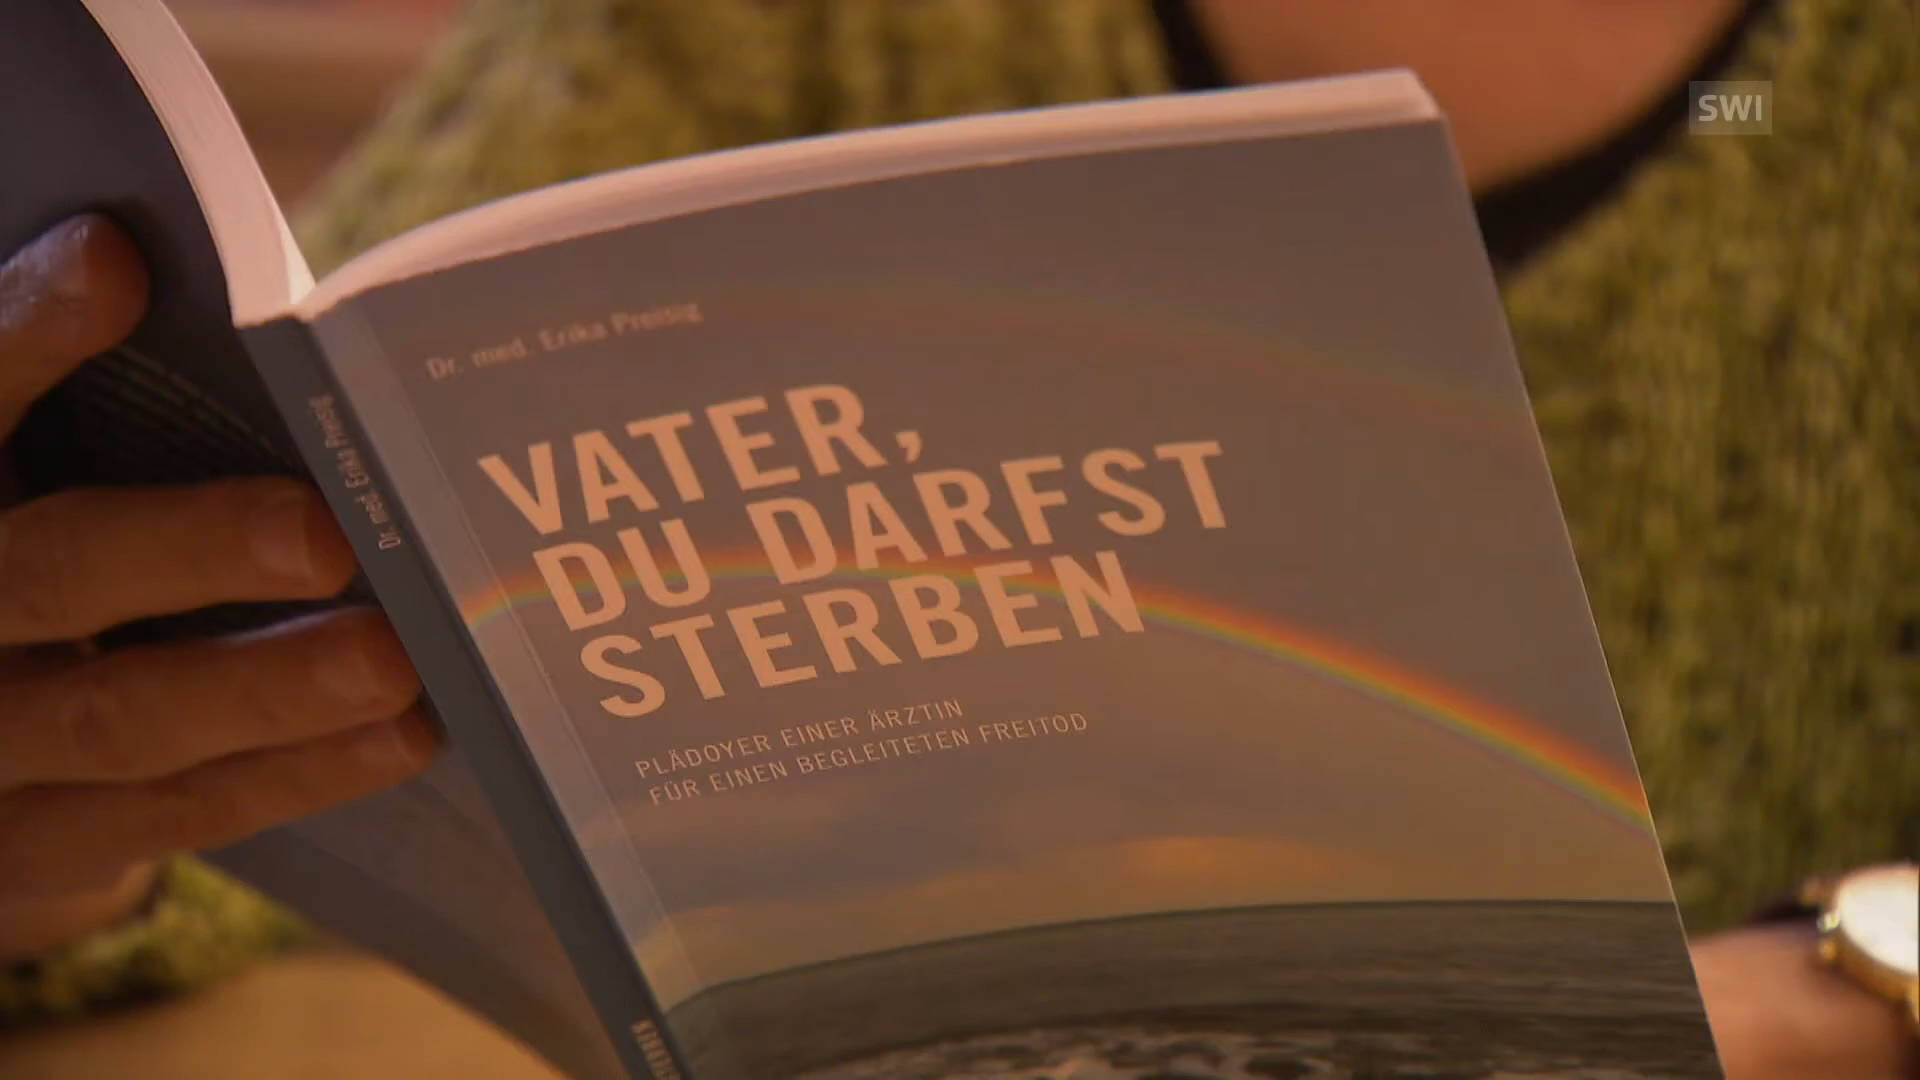 SWI
Dr. med. Erika Preisig
VATER,
DU DARFST
STERBEN
PLÄDOYER EINER ÄRZTIN
FÜR EINEN BEGLEITETEN FREITOD
Dr. med. Erika Preisig
STERBEN